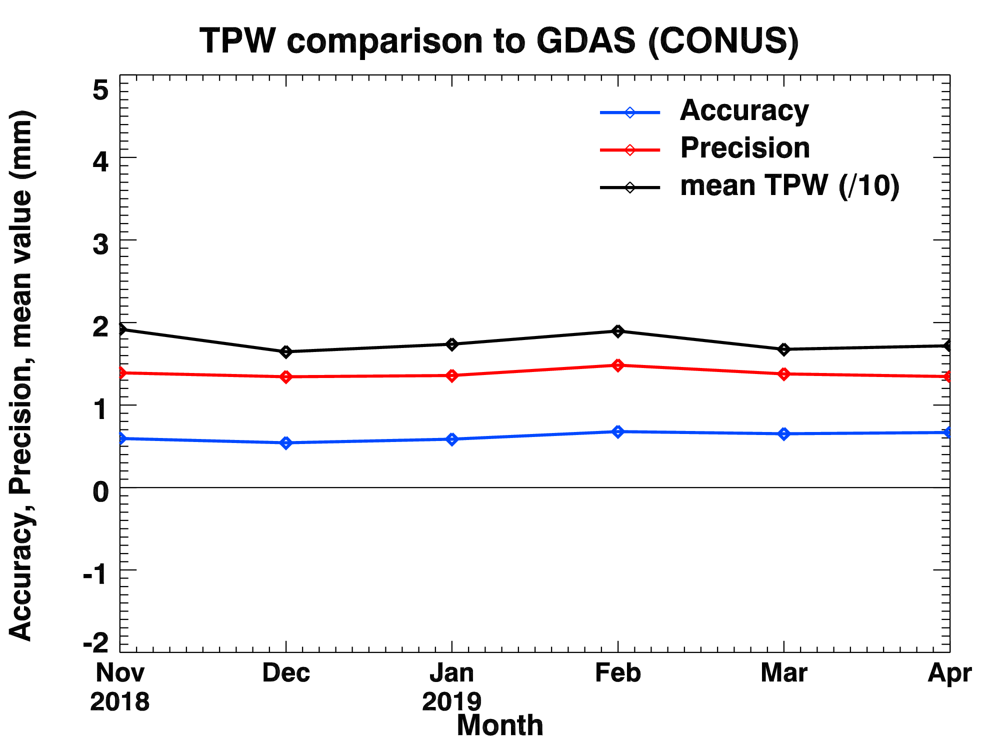 TPW comparison to GDAS (CONUS)
Accuracy, Precision, mean value (mm)
5
4
3
2
1
0
-1
-2
Accuracy
Precision
mean TPW (/10)
Nov Dec Jan Feb Mar Apr
2018 2019
Month